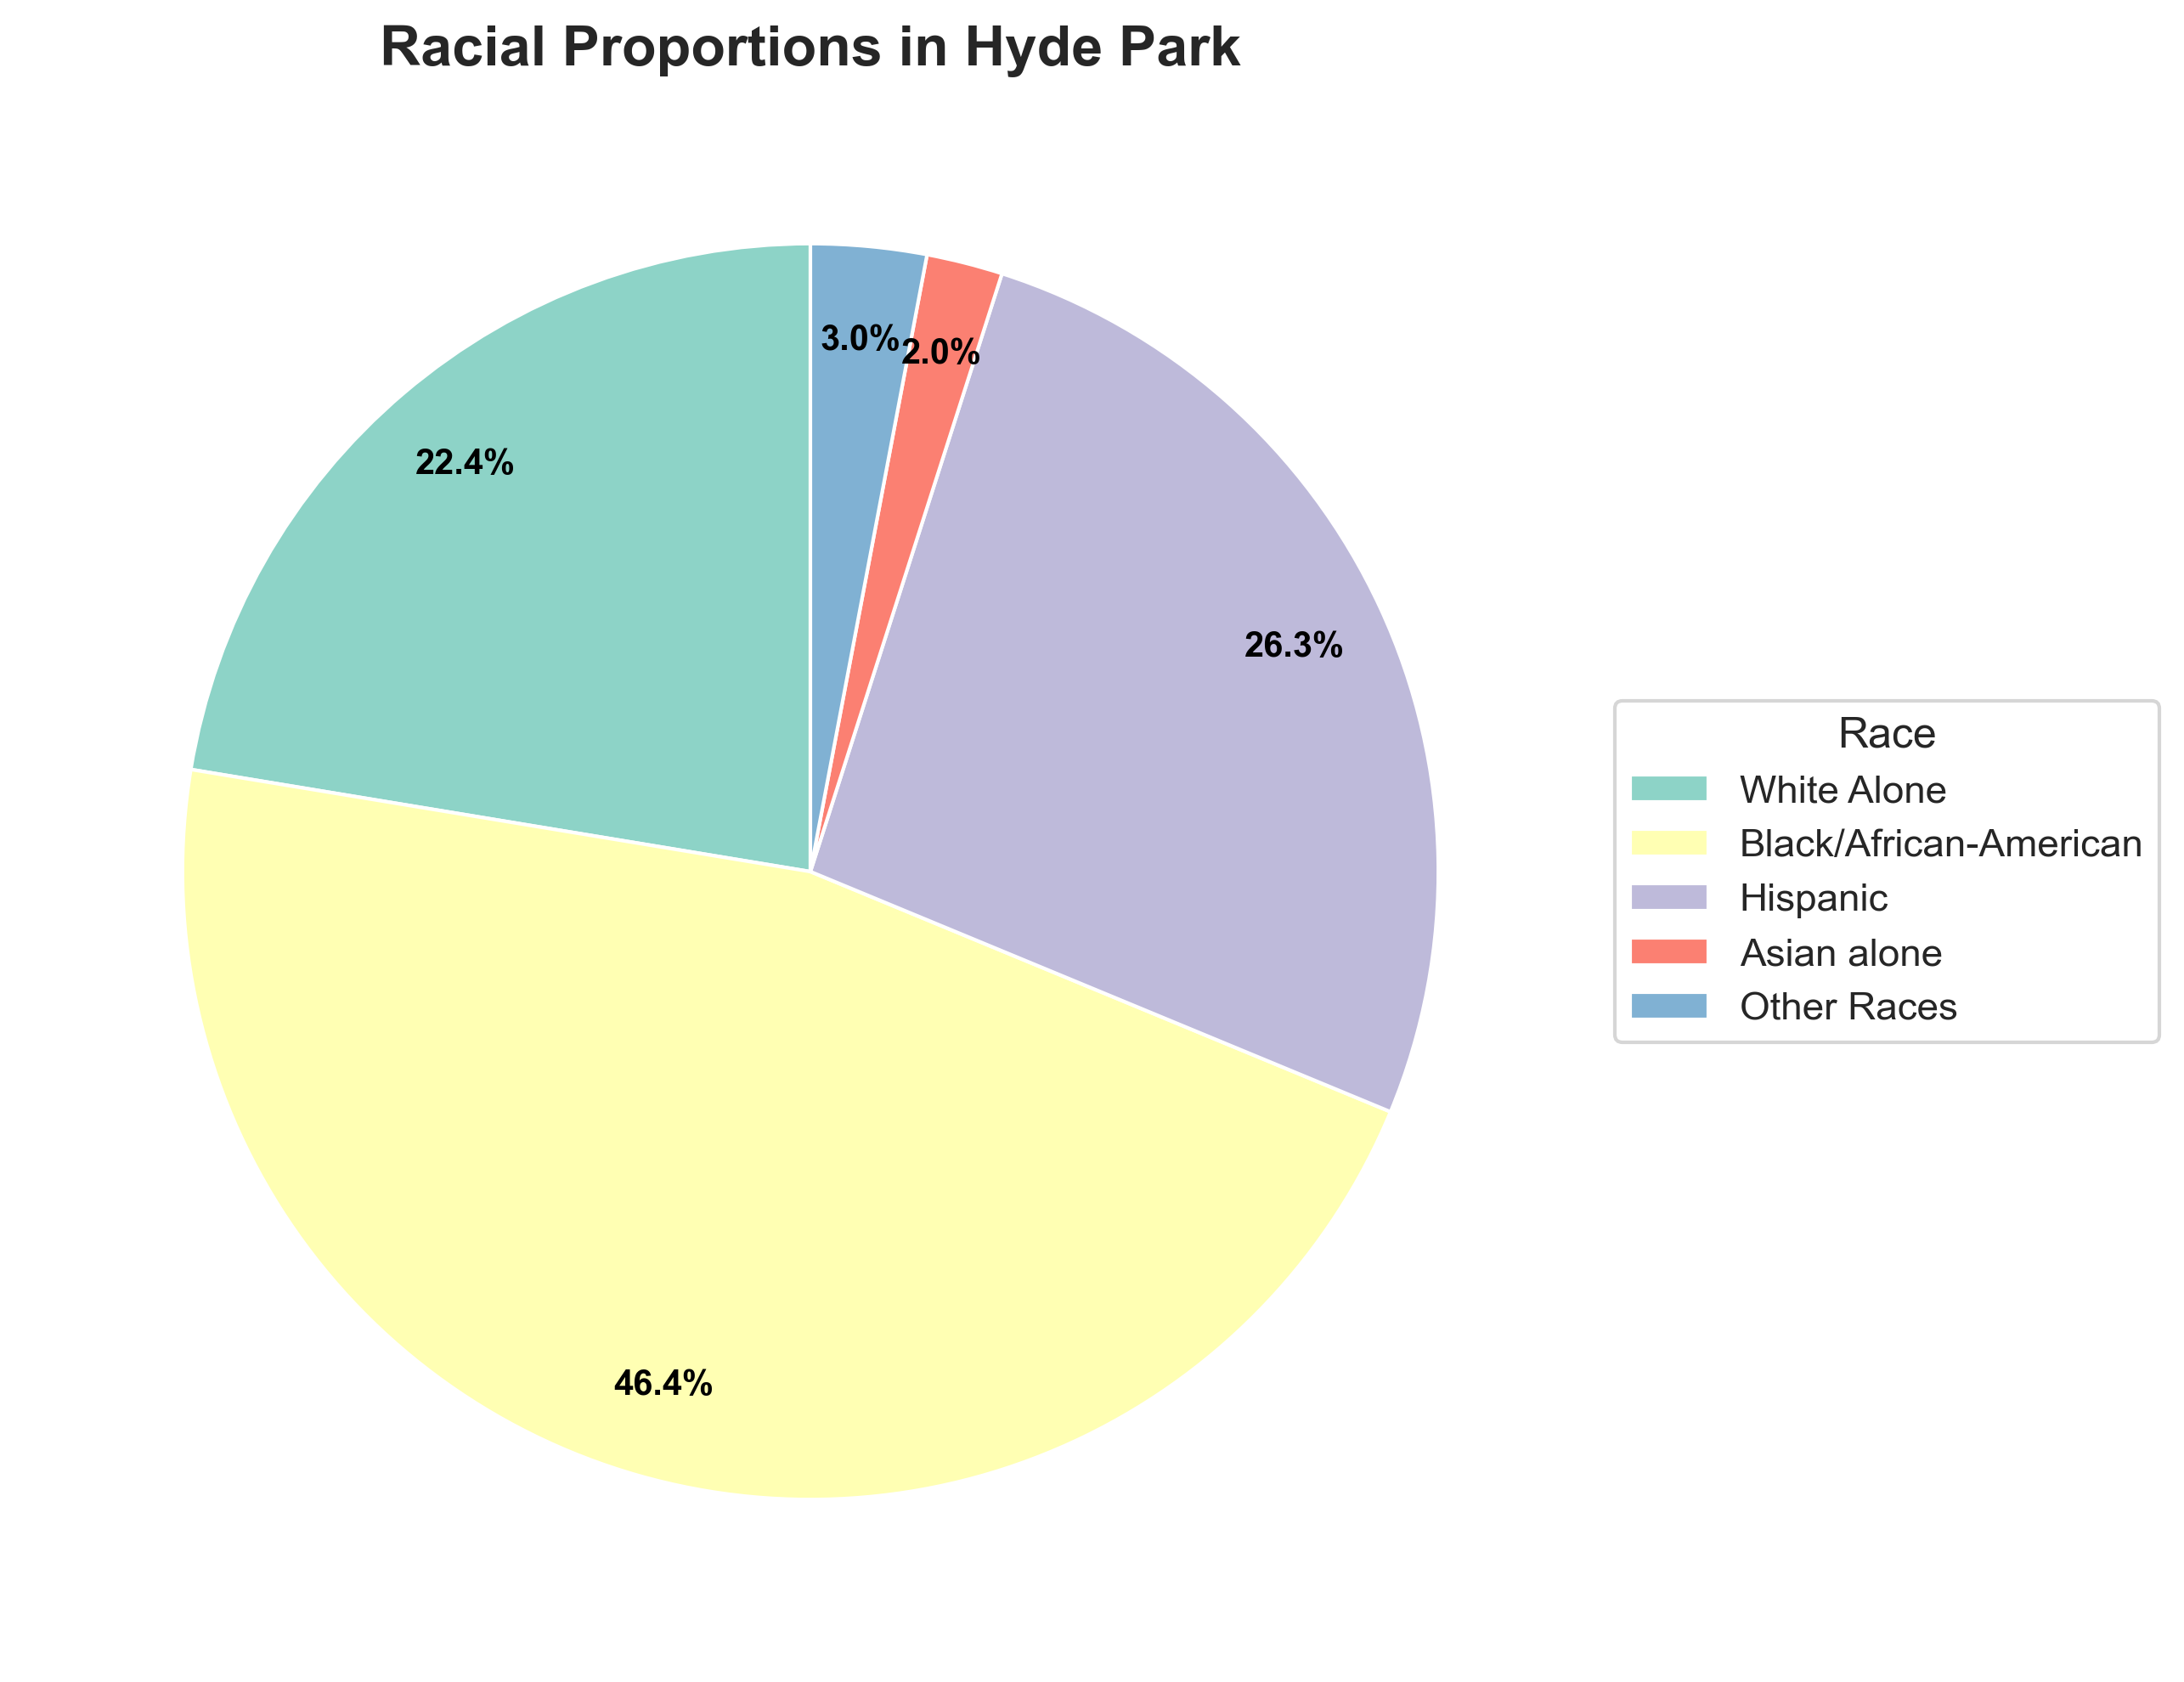 Racial Proportions in Hyde Park
3.0%
2.0%
22.4%
26.3%
46.4%
Race
White Alone
Black/African-American
Hispanic
Asian alone
Other Races